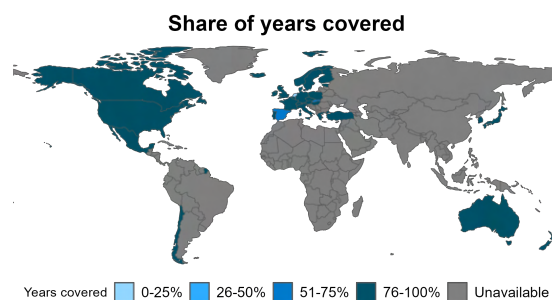 Share of years covered
Years covered 0-25% 26-50% 51-75% 76-100% Unavailable